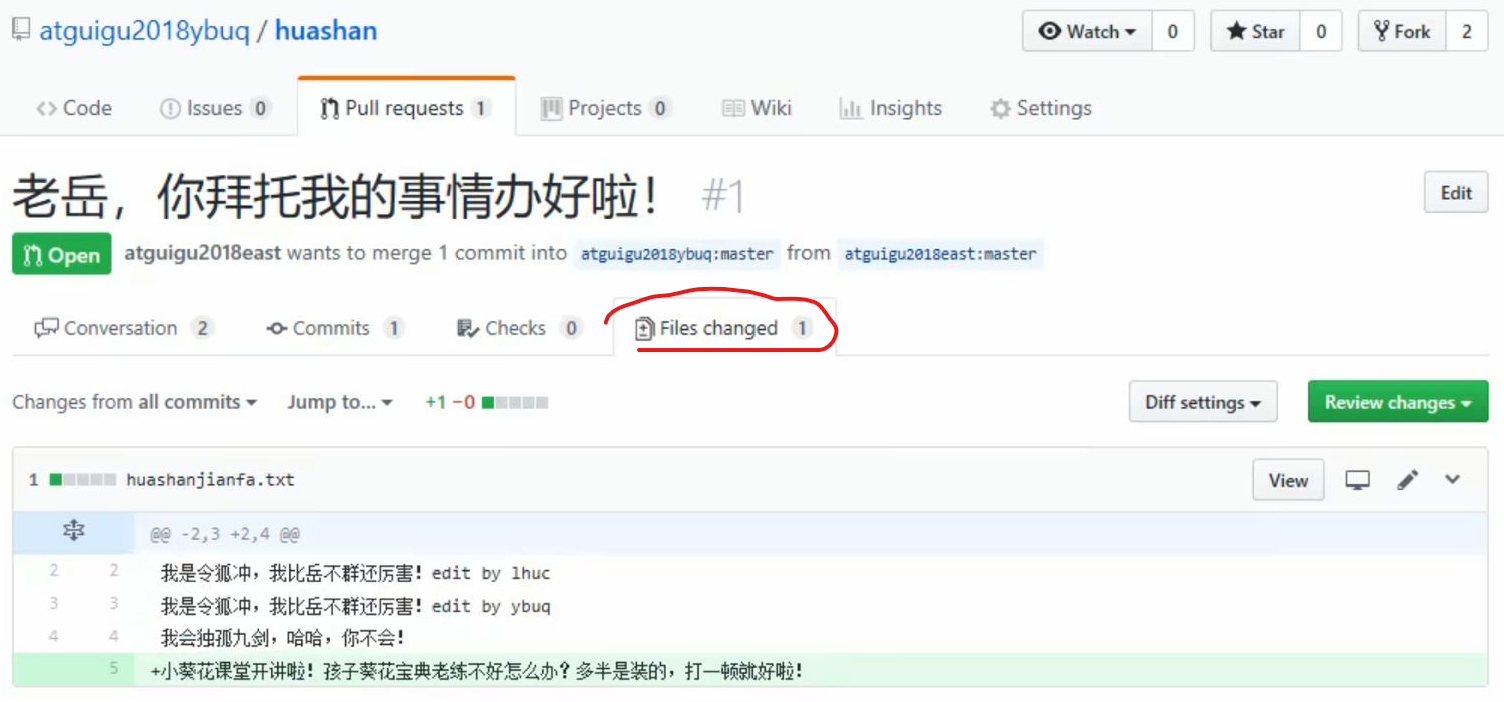 atguigu2018ybuq / huashan
Watch 0 Star 0 Fork 2
<> Code Issues 0 Pull requests 1 Projects 0 Wiki Insights Settings
老岳，你拜托我的事情办好啦！ #1 Edit
Open atguigu2018east wants to merge 1 commit into atguigu2018ybuq:master from atguigu2018east:master
Conversation 2 Commits 1 Checks 0 Files changed 1
Changes from all commits Jump to... +1 −0 Diff settings Review changes
1 huashanjianfa.txt View
@@ -2,3 +2,4 @@
2 2 我是令狐冲，我比岳不群还厉害！edit by lhuc
3 3 我是令狐冲，我比岳不群还厉害！edit by ybuq
4 4 我会独孤九剑，哈哈，你不会！
5 +小葵花课堂开讲啦！孩子葵花宝典老练不好怎么办？多半是装的，打一顿就好啦！